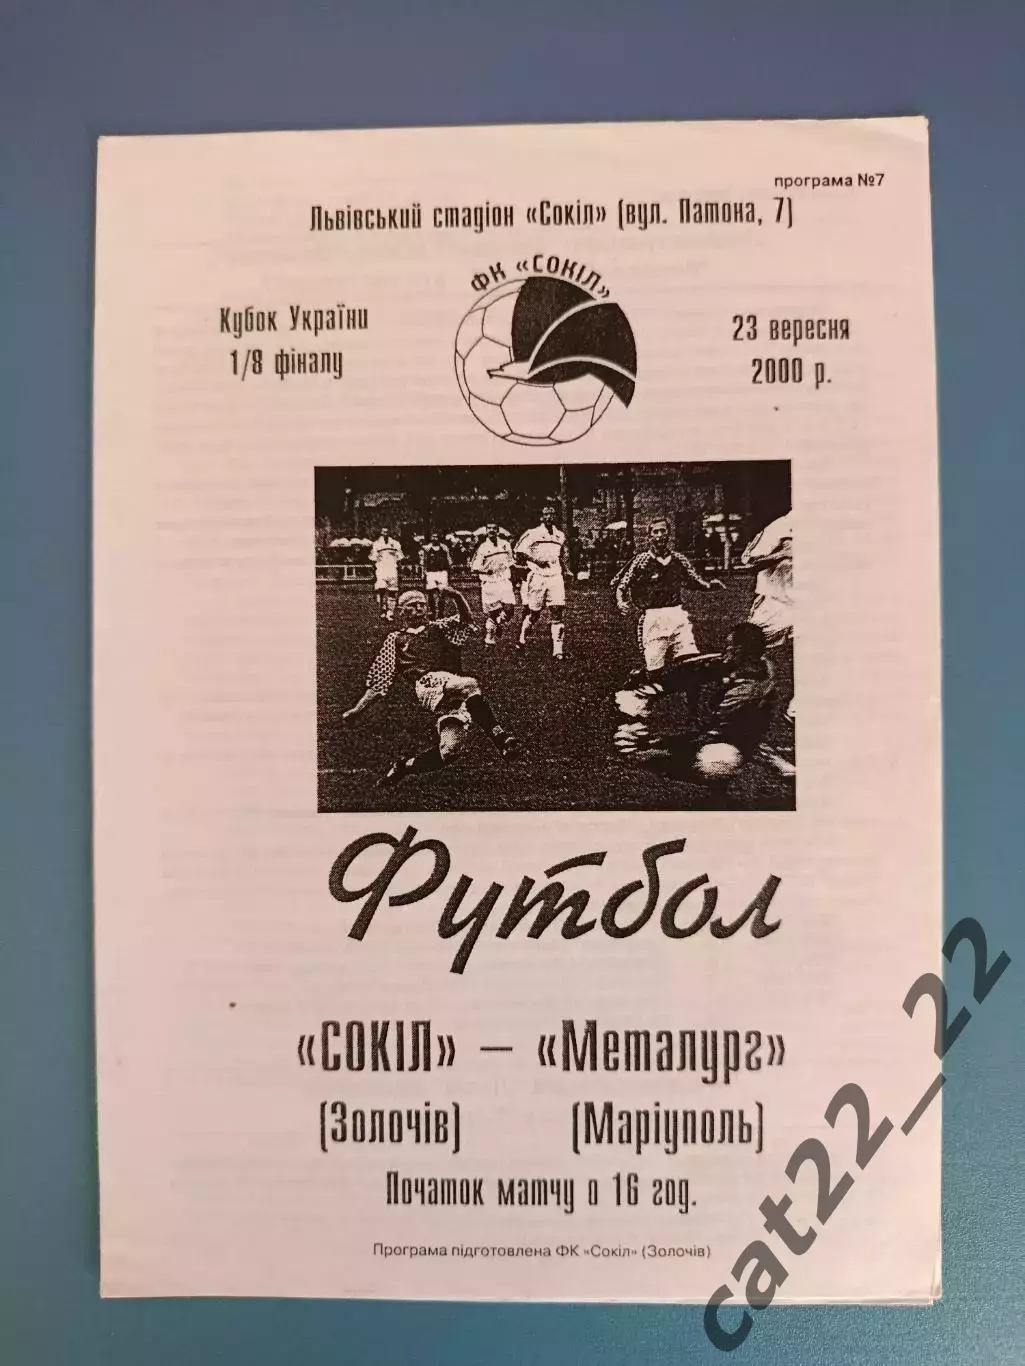 програма №7
Львівський стадіон «Сокіл» (вул. Патона, 7)
ФК «СОКІЛ»
Кубок України
1/8 фіналу
23 вересня
2000 р.
Футбол
«СОКІЛ» – «Металург»
(Золочів) (Маріуполь)
Початок матчу о 16 год.
Програма підготовлена ФК «Сокіл» (Золочів)
cat22_22